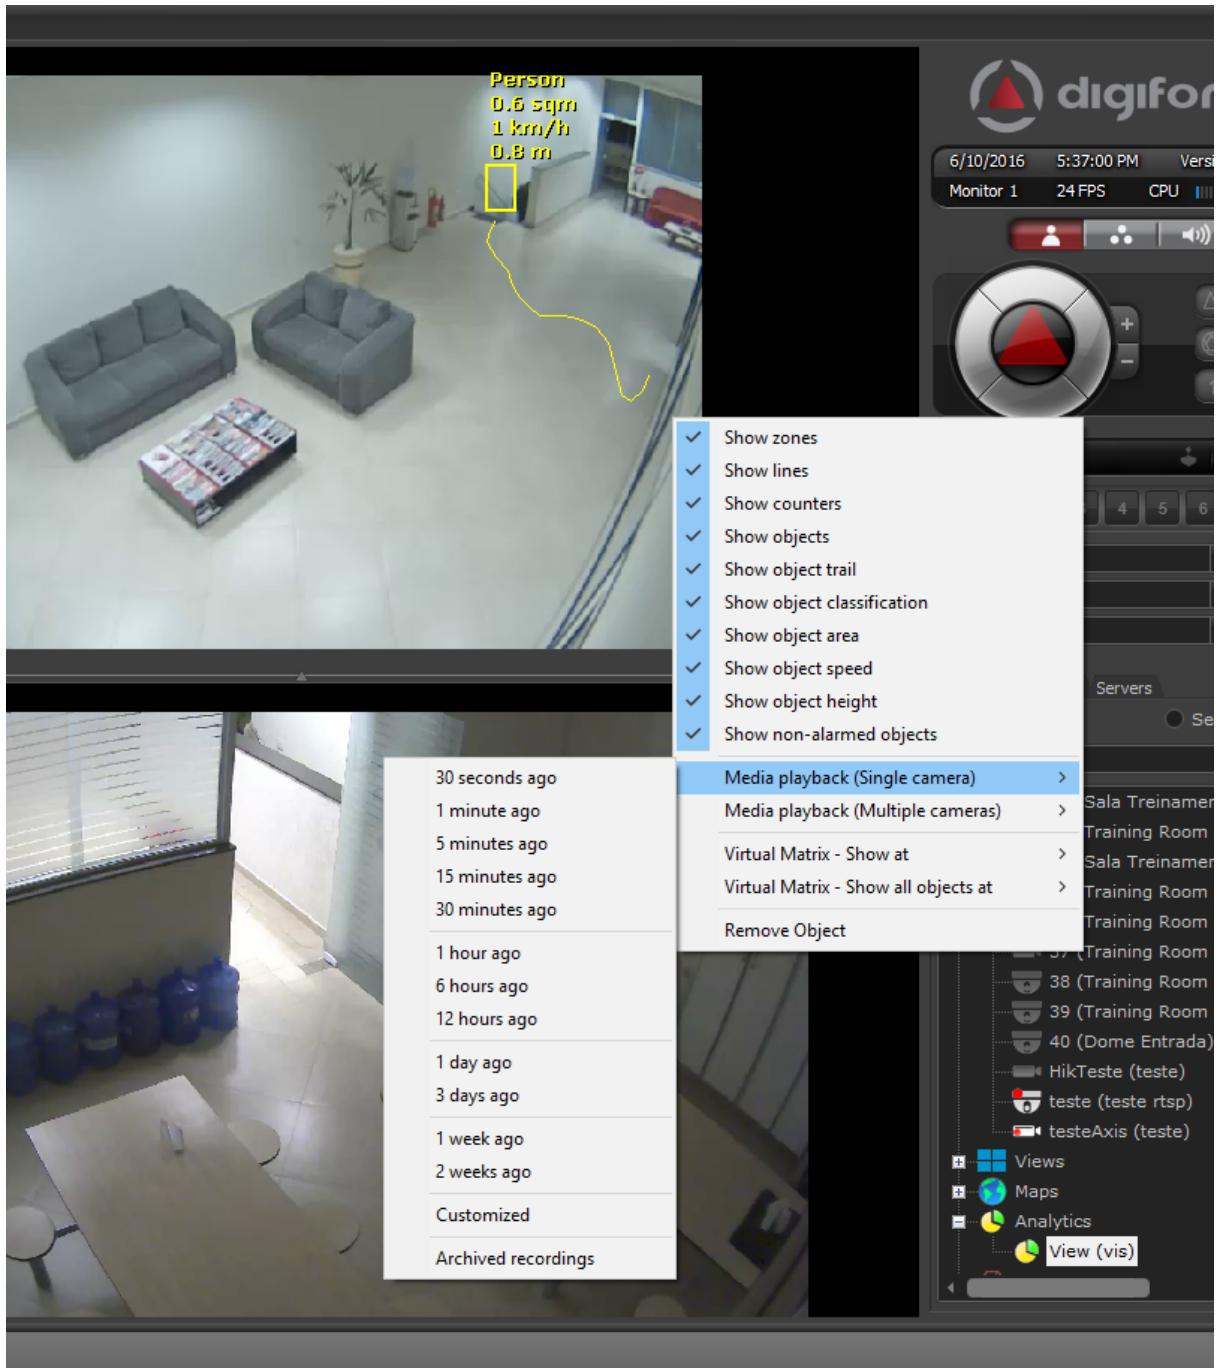 Person
0.6 sqm
1 km/h
0.8 m
digifor
6/10/2016 5:37:00 PM Versi
Monitor 1 24 FPS CPU
Show zones
Show lines
Show counters
Show objects
Show object trail
Show object classification
Show object area
Show object speed
Show object height
Show non-alarmed objects
Media playback (Single camera)
Media playback (Multiple cameras)
Virtual Matrix - Show at
Virtual Matrix - Show all objects at
Remove Object
30 seconds ago
1 minute ago
5 minutes ago
15 minutes ago
30 minutes ago
1 hour ago
6 hours ago
12 hours ago
1 day ago
3 days ago
1 week ago
2 weeks ago
Customized
Archived recordings
4 5 6
Servers
Se
Sala Treinamer
Training Room
Sala Treinamer
Training Room
Training Room
37 (Training Room
38 (Training Room
39 (Training Room
40 (Dome Entrada)
HikTeste (teste)
teste (teste rtsp)
testeAxis (teste)
Views
Maps
Analytics
View (vis)